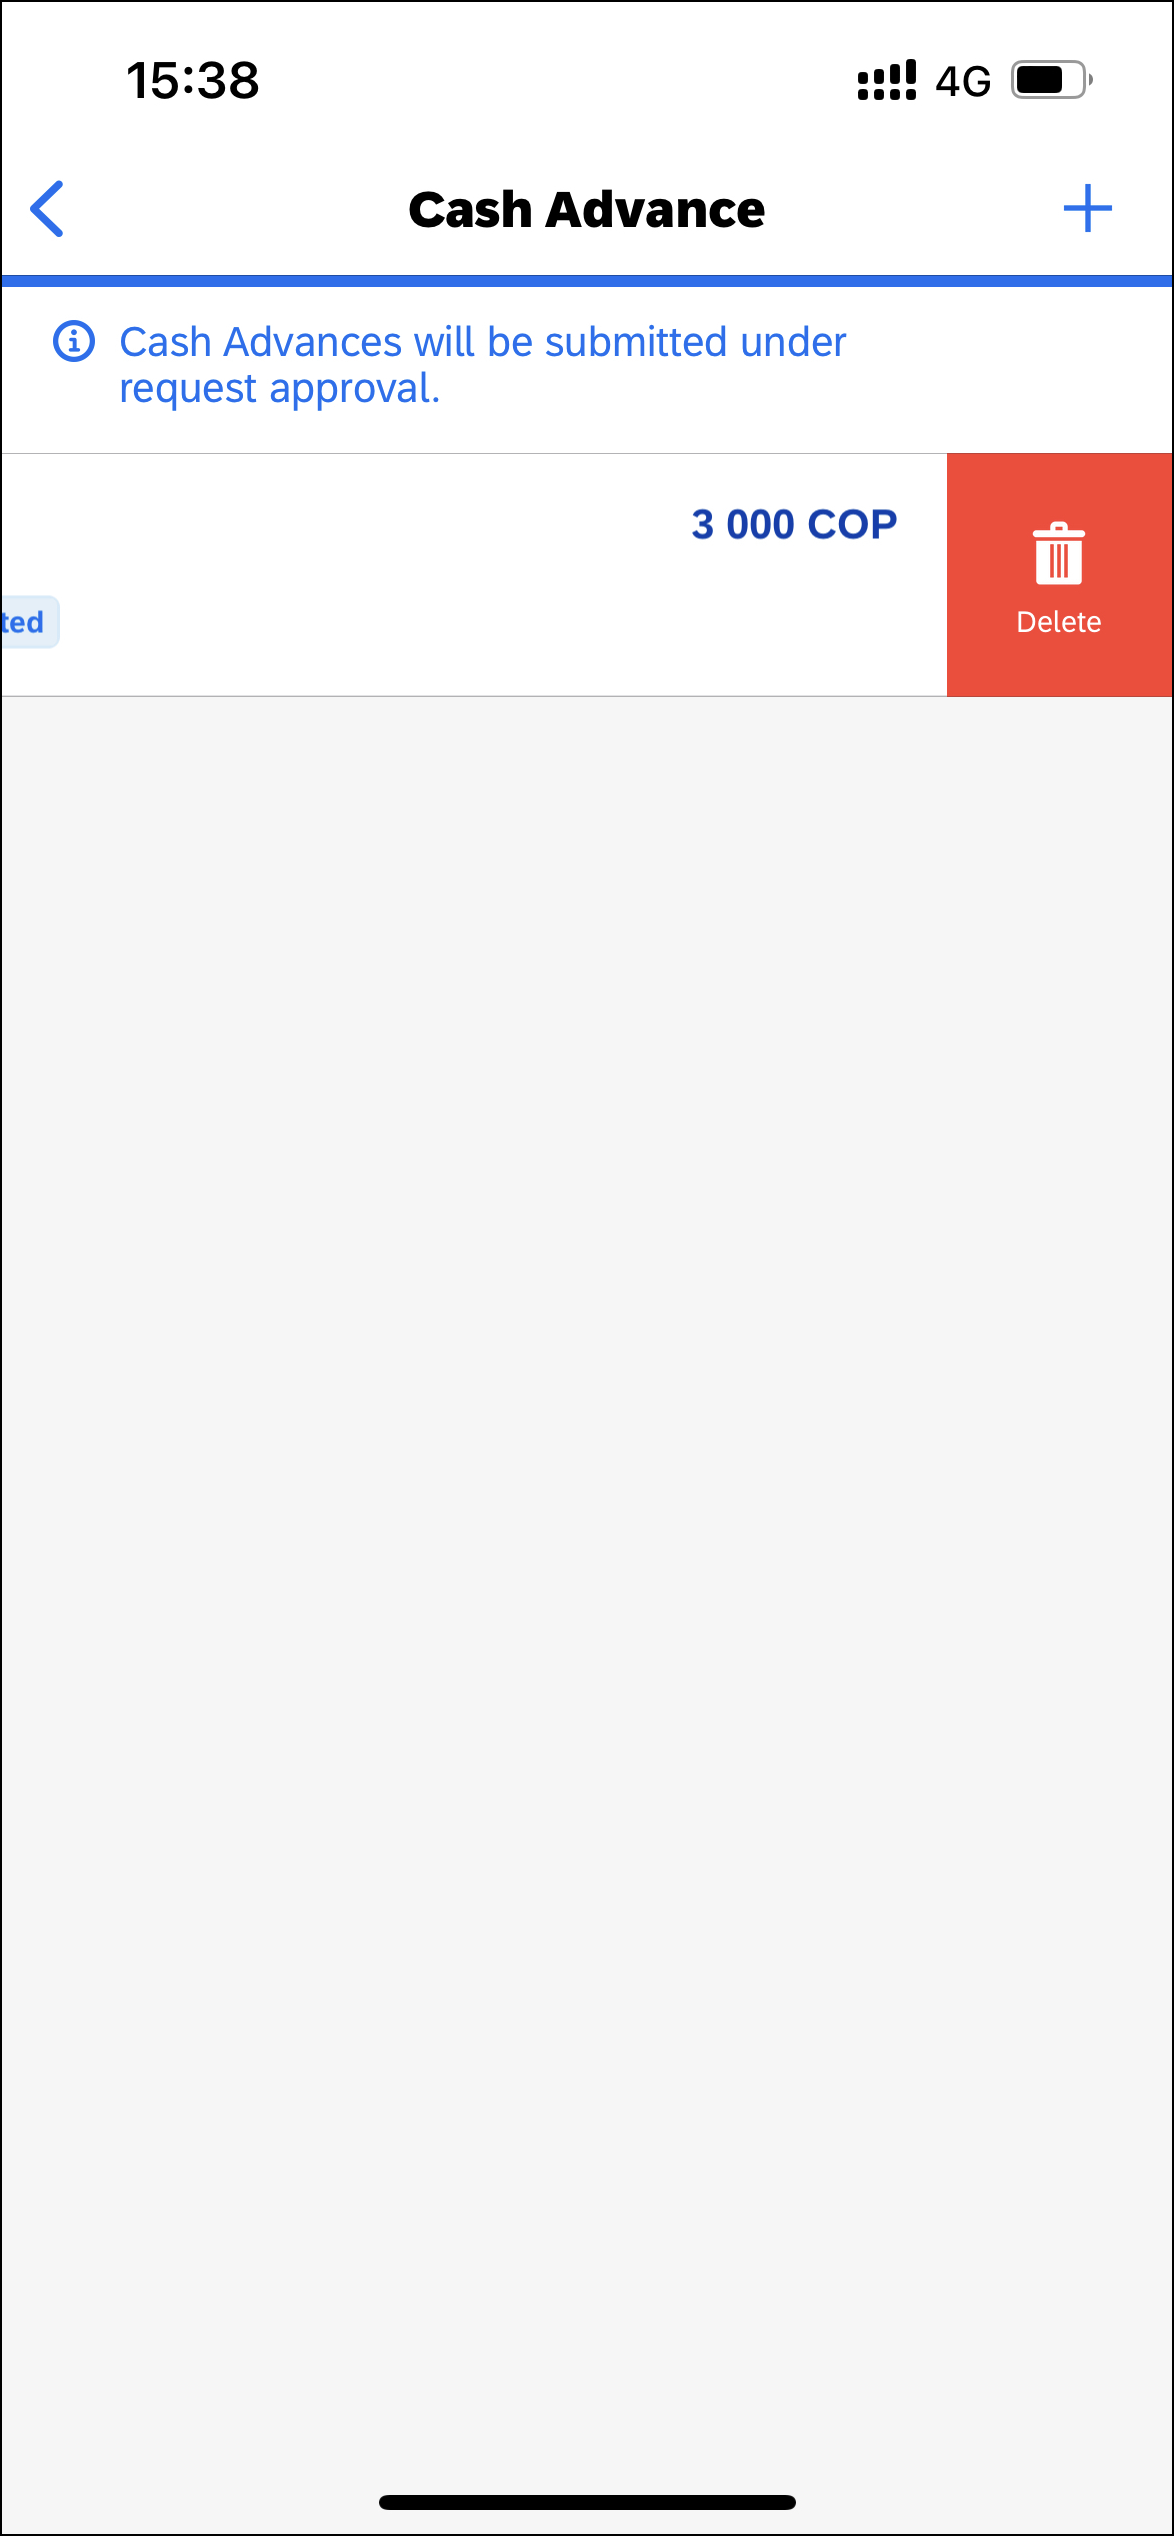 15:38
4G
Cash Advance
Cash Advances will be submitted under
request approval.
3 000 COP
ted
Delete